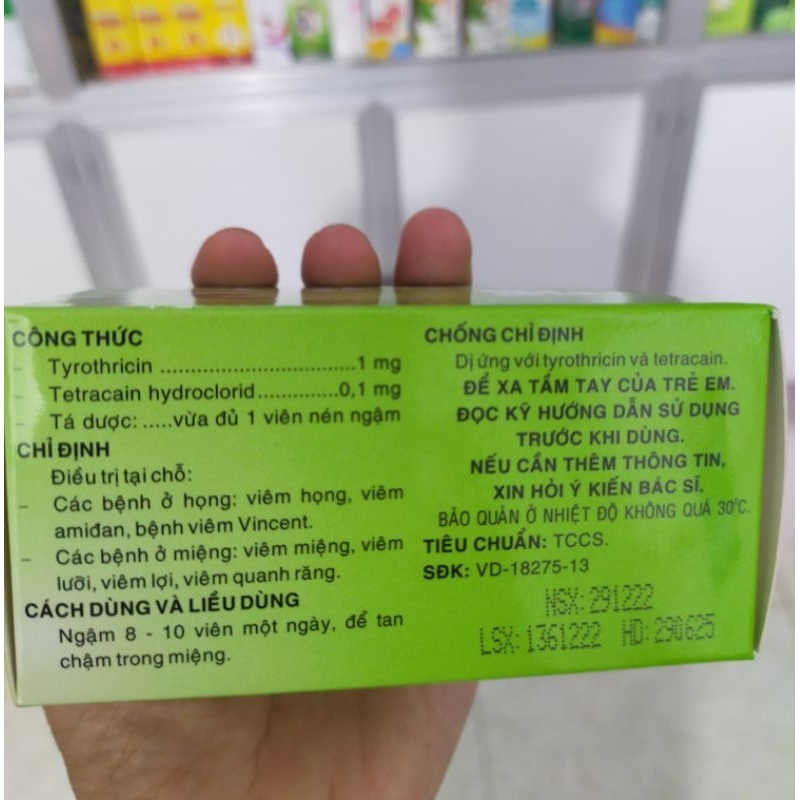 CÔNG THỨC
- Tyrothricin ................................1 mg
- Tetracain hydroclorid..............0,1 mg
- Tá dược: .....vừa đủ 1 viên nén ngậm
CHỈ ĐỊNH
Điều trị tại chỗ:
- Các bệnh ở họng: viêm họng, viêm
amiđan, bệnh viêm Vincent.
- Các bệnh ở miệng: viêm miệng, viêm
lưỡi, viêm lợi, viêm quanh răng.
CÁCH DÙNG VÀ LIỀU DÙNG
Ngậm 8 - 10 viên một ngày, để tan
chậm trong miệng.
CHỐNG CHỈ ĐỊNH
Dị ứng với tyrothricin và tetracain.
ĐỂ XA TẦM TAY CỦA TRẺ EM.
ĐỌC KỸ HƯỚNG DẪN SỬ DỤNG
TRƯỚC KHI DÙNG.
NẾU CẦN THÊM THÔNG TIN,
XIN HỎI Ý KIẾN BÁC SĨ.
BẢO QUẢN Ở NHIỆT ĐỘ KHÔNG QUÁ 30°C.
TIÊU CHUẨN: TCCS.
SĐK: VD-18275-13
NSX: 291222
LSX: 1361222 HD: 290625